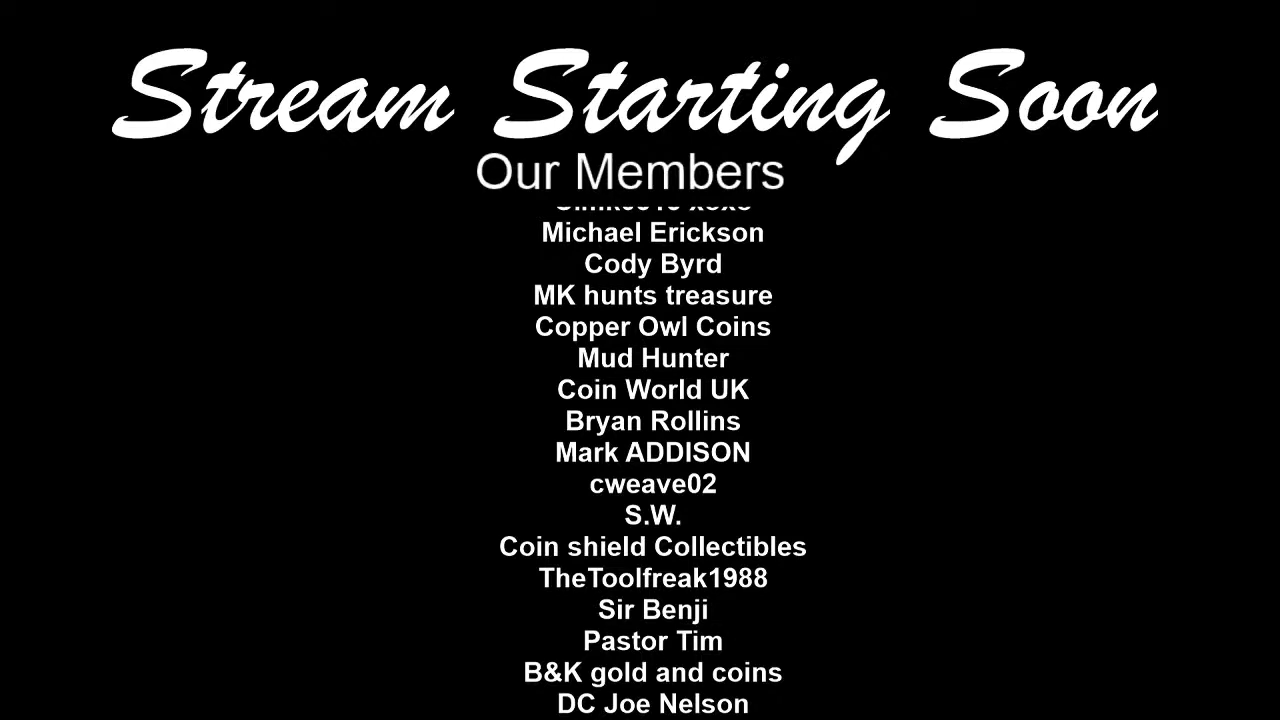 Stream Starting Soon
Our Members
Michael Erickson
Cody Byrd
MK hunts treasure
Copper Owl Coins
Mud Hunter
Coin World UK
Bryan Rollins
Mark ADDISON
cweave02
S.W.
Coin shield Collectibles
TheToolfreak1988
Sir Benji
Pastor Tim
B&K gold and coins
DC Joe Nelson